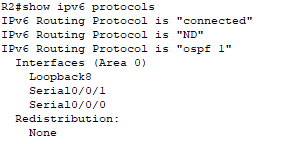 R2#show ipv6 protocols
IPv6 Routing Protocol is "connected"
IPv6 Routing Protocol is "ND"
IPv6 Routing Protocol is "ospf 1"
  Interfaces (Area 0)
    Loopback8
    Serial0/0/1
    Serial0/0/0
  Redistribution:
    None